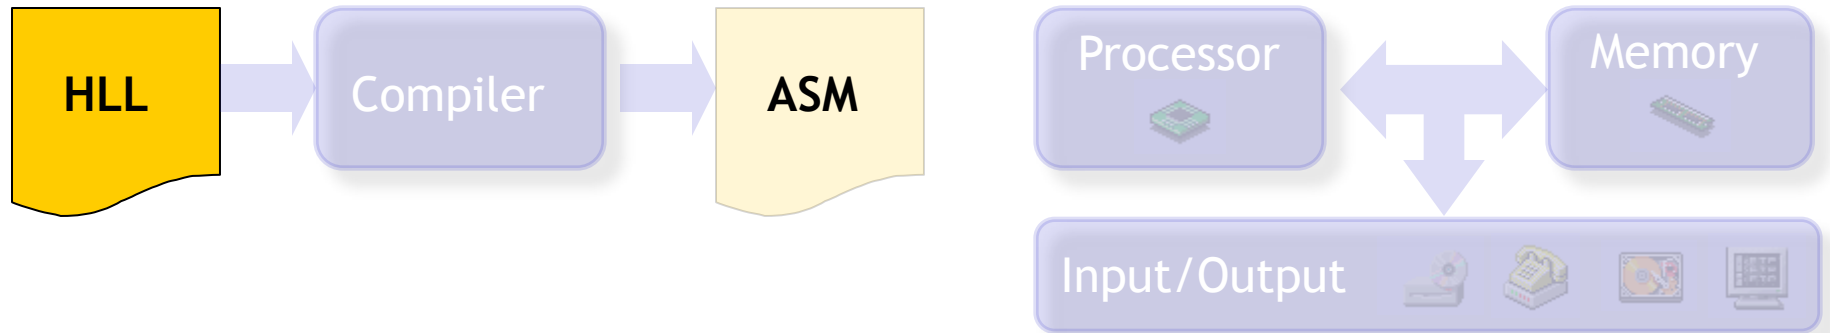 HLL
Compiler
ASM
Processor
Memory
Input/Output